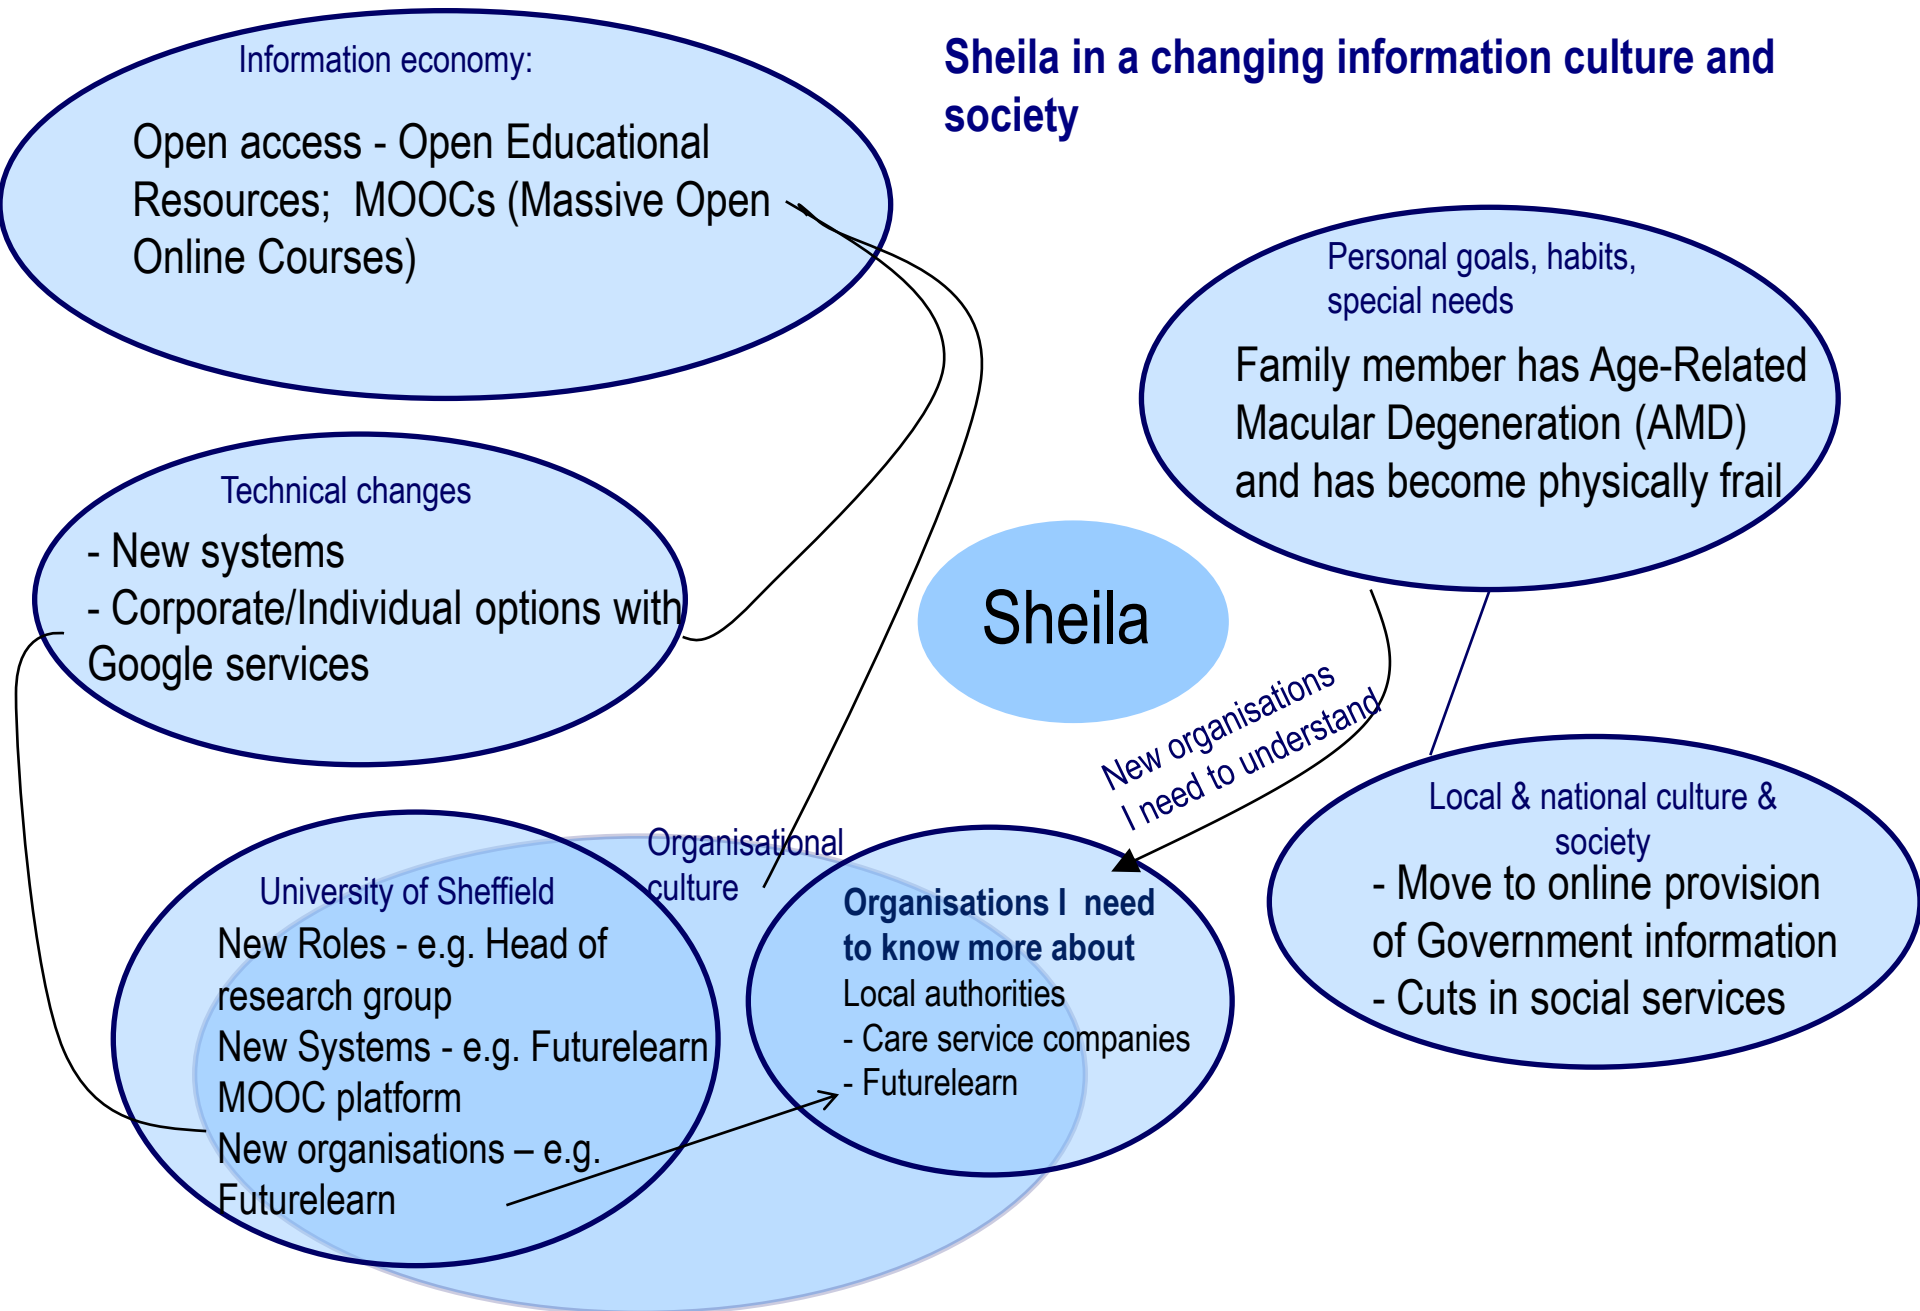 Sheila in a changing information culture and
society
Information economy:
Open access - Open Educational
Resources;  MOOCs (Massive Open
Online Courses)
Personal goals, habits,
special needs
Family member has Age-Related
Macular Degeneration (AMD)
and has become physically frail
Technical changes
- New systems
- Corporate/Individual options with
Google services
Sheila
New organisations
I need to understand
Local & national culture &
society
- Move to online provision
of Government information
- Cuts in social services
Organisational
culture
University of Sheffield
New Roles - e.g. Head of
research group
New Systems - e.g. Futurelearn
MOOC platform
New organisations – e.g.
Futurelearn
Organisations I  need
to know more about
Local authorities
- Care service companies
- Futurelearn